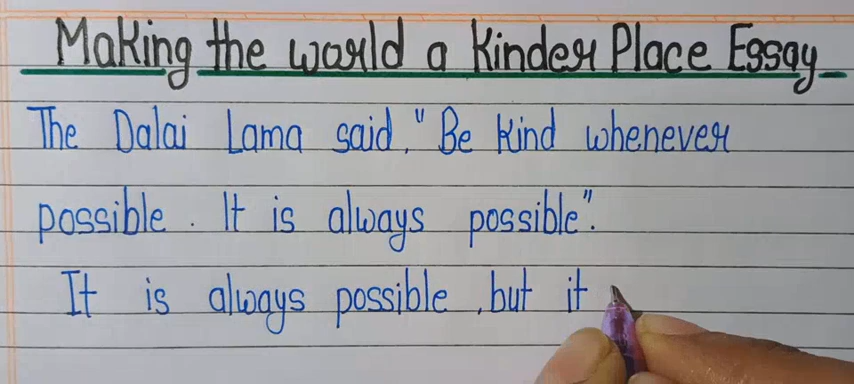 Making the world a Kinder Place Essay
The Dalai Lama said," Be kind whenever
possible. It is always possible".
It is always possible ,but it